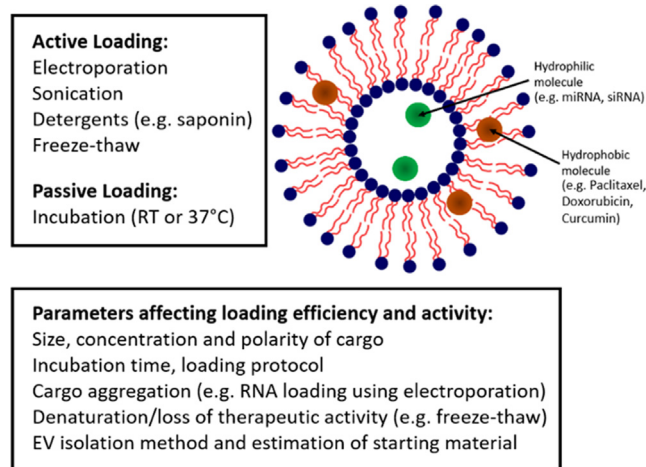 Active Loading:
Electroporation
Sonication
Detergents (e.g. saponin)
Freeze-thaw
Passive Loading:
Incubation (RT or 37°C)
Hydrophilic
molecule
(e.g. miRNA, siRNA)
Hydrophobic
molecule
(e.g. Paclitaxel,
Doxorubicin,
Curcumin)
Parameters affecting loading efficiency and activity:
Size, concentration and polarity of cargo
Incubation time, loading protocol
Cargo aggregation (e.g. RNA loading using electroporation)
Denaturation/loss of therapeutic activity (e.g. freeze-thaw)
EV isolation method and estimation of starting material